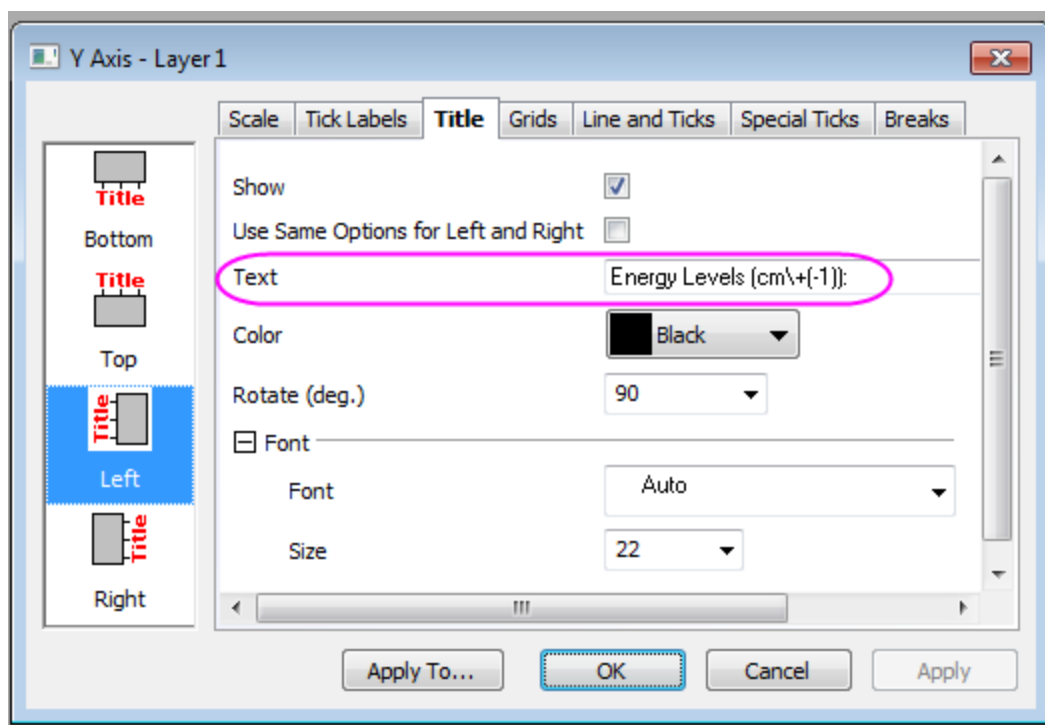 Y Axis - Layer 1
Scale Tick Labels Title Grids Line and Ticks Special Ticks Breaks
Title
Bottom
Title
Top
Title
Left
Title
Right
Show
Use Same Options for Left and Right
Text Energy Levels (cm\+(-1)):
Color Black
Rotate (deg.) 90
Font
Font Auto
Size 22
Apply To... OK Cancel Apply